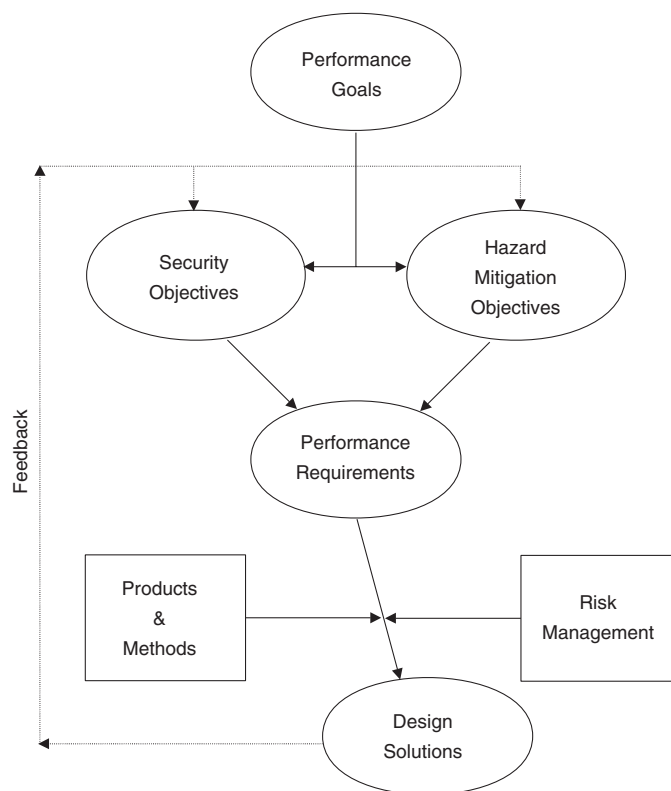 Performance
Goals
Security
Objectives
Hazard
Mitigation
Objectives
Performance
Requirements
Feedback
Products
&
Methods
Risk
Management
Design
Solutions